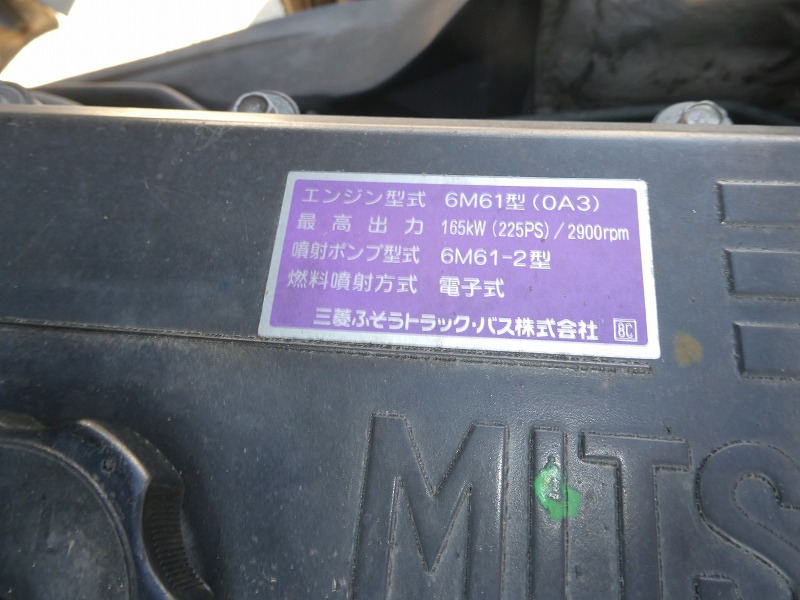 エンジン型式 6M61型(0A3)
最高出力 165kW(225PS)/2900rpm
噴射ポンプ型式 6M61-2型
燃料噴射方式 電子式
三菱ふそうトラック・バス株式会社 8C
MITS